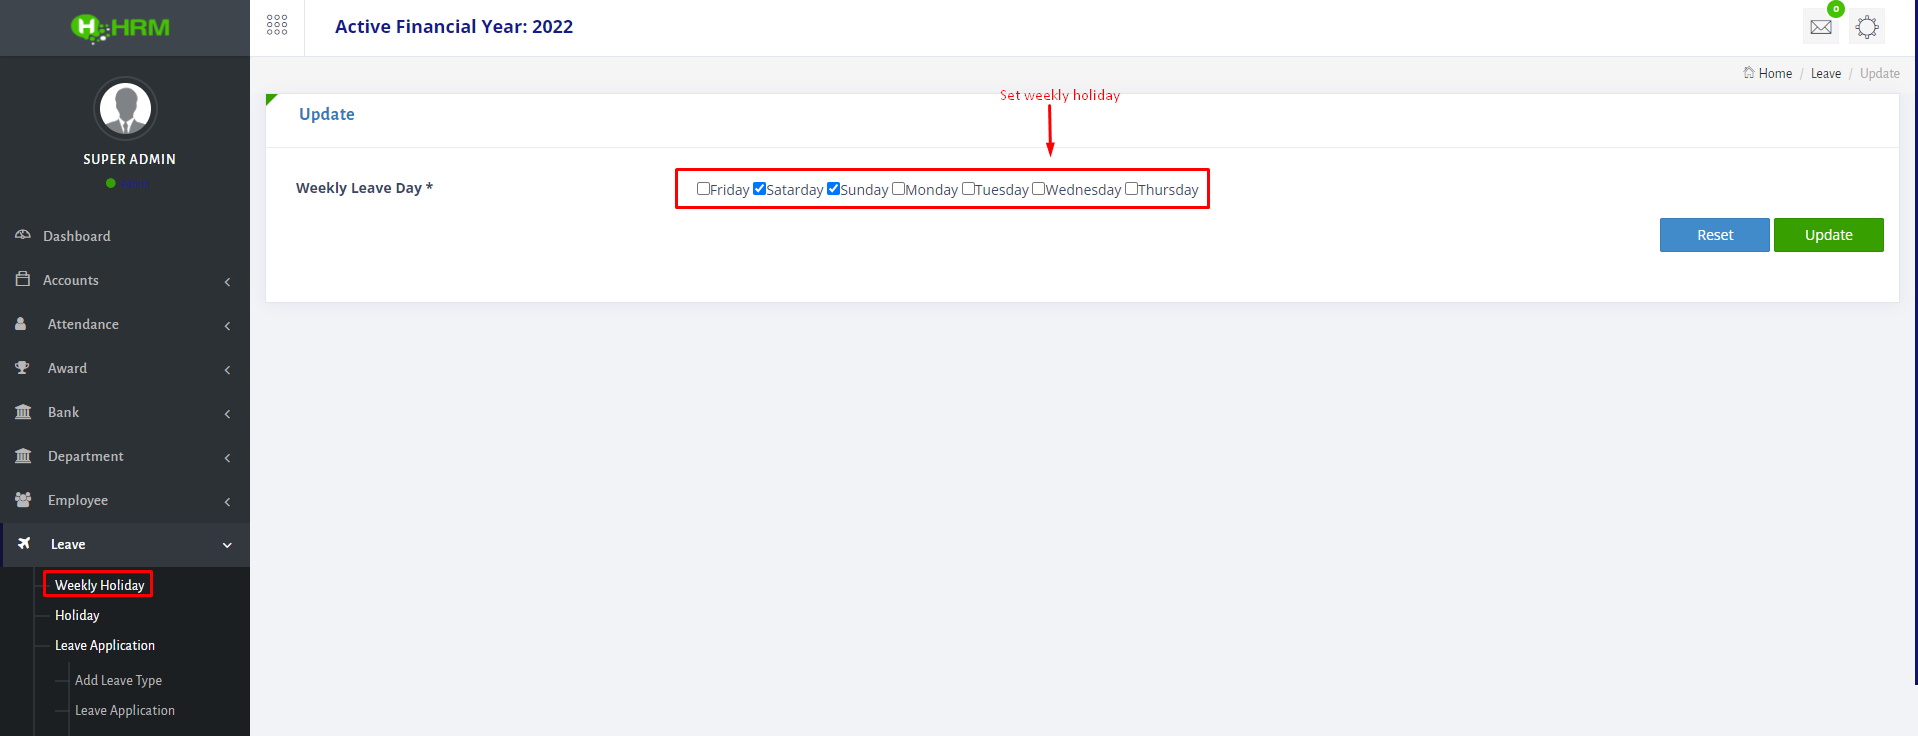 HRM
Active Financial Year: 2022
0
SUPER ADMIN
Home / Leave / Update
Set weekly holiday
Update
Weekly Leave Day *
Friday Satarday Sunday Monday Tuesday Wednesday Thursday
Reset Update
Dashboard
Accounts
Attendance
Award
Bank
Department
Employee
Leave
Weekly Holiday
Holiday
Leave Application
Add Leave Type
Leave Application